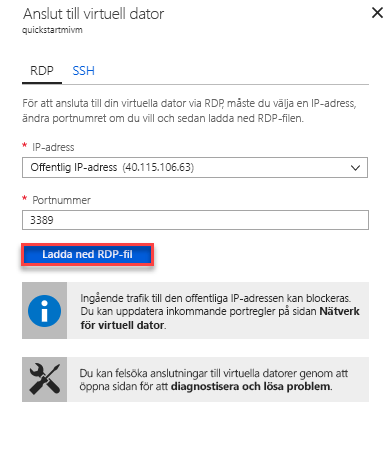 Anslut till virtuell dator
quickstartmivm
RDP SSH
För att ansluta till din virtuella dator via RDP, måste du välja en IP-adress,
ändra portnumret om du vill och sedan ladda ned RDP-filen.
* IP-adress
Offentlig IP-adress (40.115.106.63)
* Portnummer
3389
Ladda ned RDP-fil
Ingående trafik till den offentliga IP-adressen kan blockeras.
Du kan uppdatera inkommande portregler på sidan Nätverk
för virtuell dator.
Du kan felsöka anslutningar till virtuella datorer genom att
öppna sidan för att diagnostisera och lösa problem.